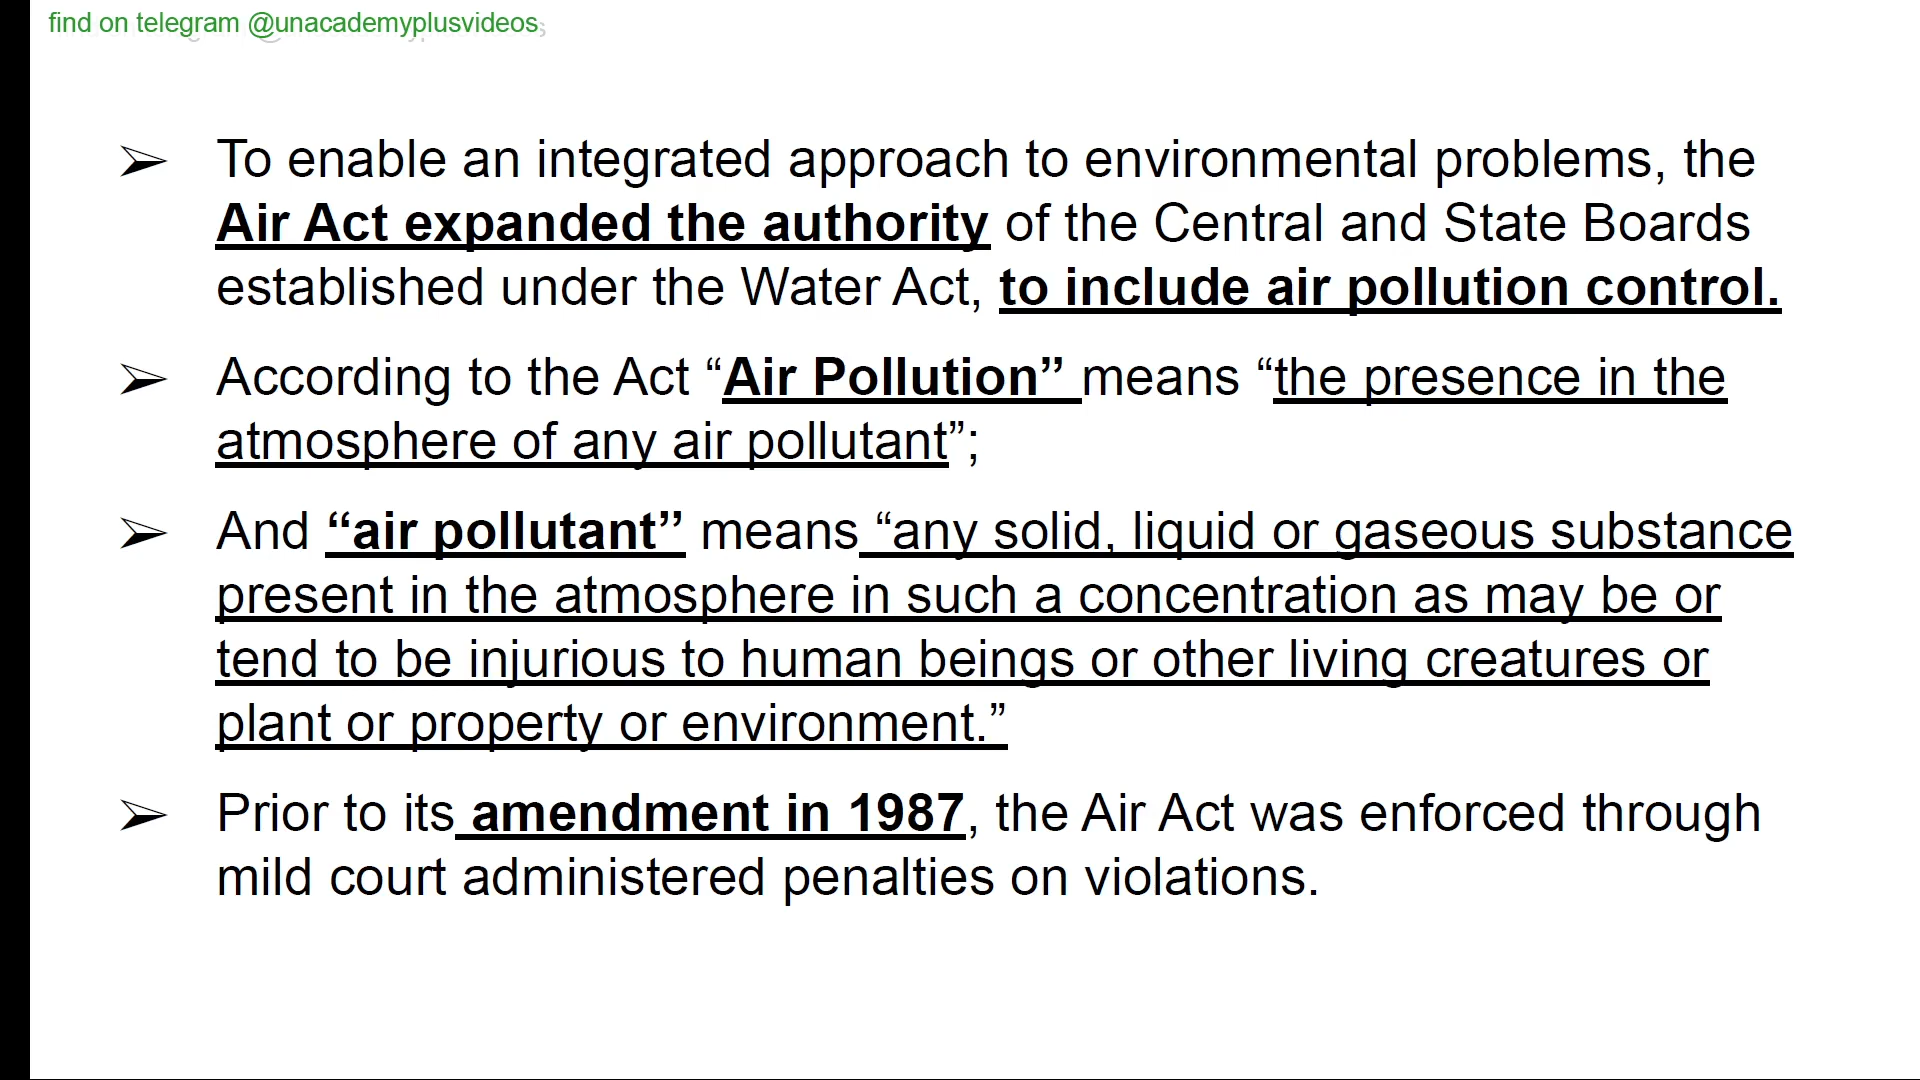 find on telegram @unacademyplusvideos
➢ To enable an integrated approach to environmental problems, the
Air Act expanded the authority of the Central and State Boards
established under the Water Act, to include air pollution control.
➢ According to the Act “Air Pollution” means “the presence in the
atmosphere of any air pollutant”;
➢ And “air pollutant” means “any solid, liquid or gaseous substance
present in the atmosphere in such a concentration as may be or
tend to be injurious to human beings or other living creatures or
plant or property or environment.”
➢ Prior to its amendment in 1987, the Air Act was enforced through
mild court administered penalties on violations.